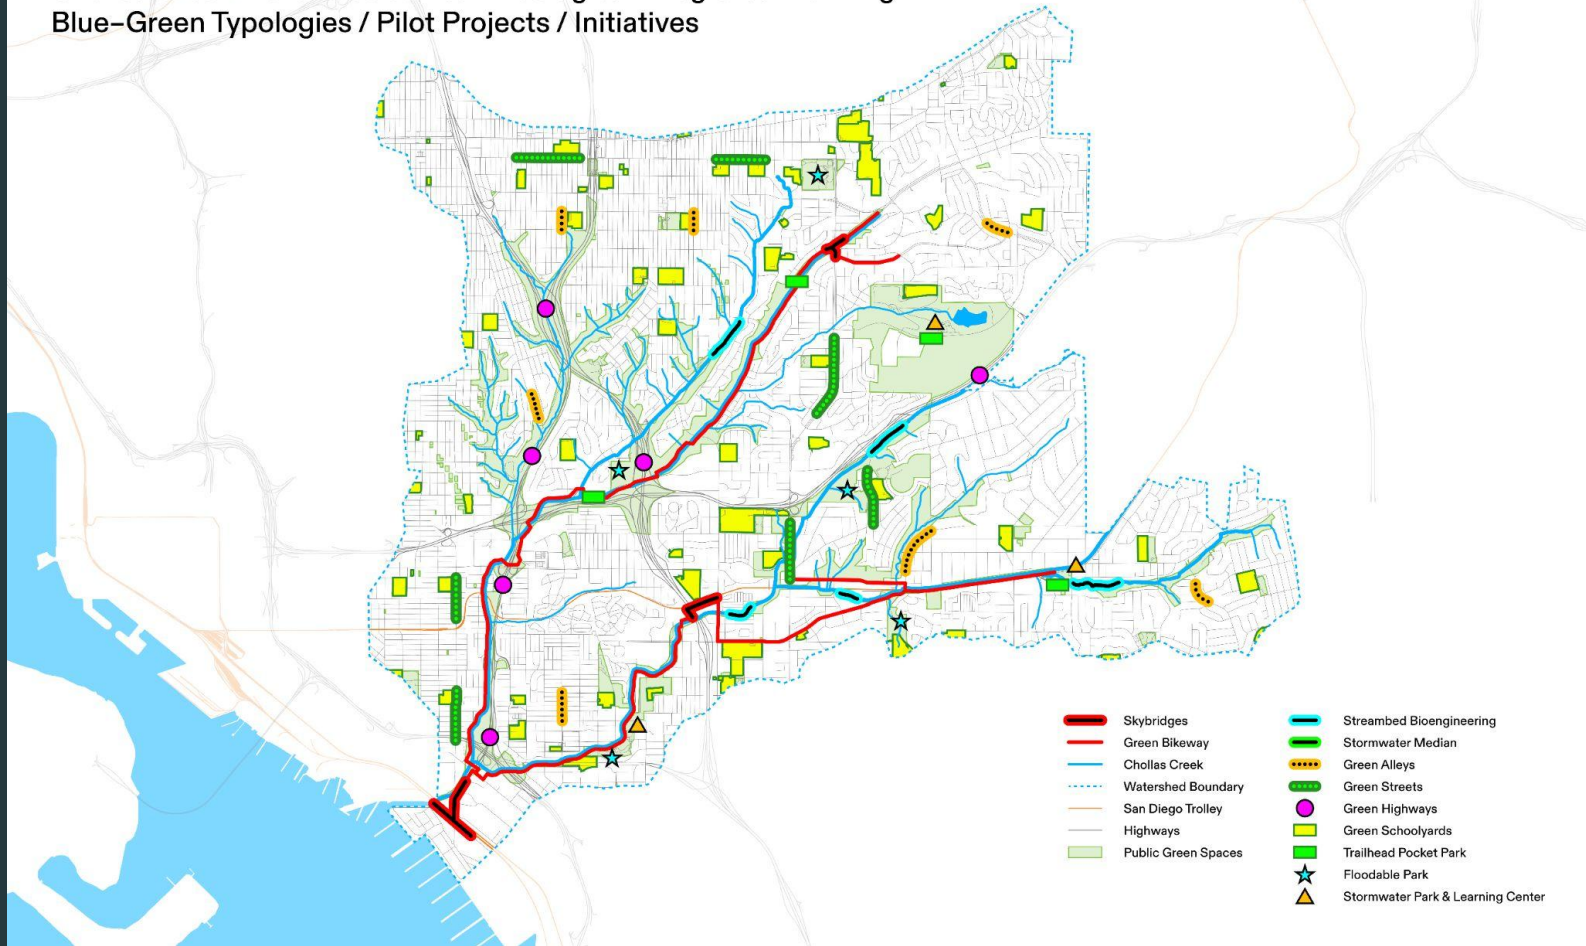 Blue–Green Typologies / Pilot Projects / Initiatives
Skybridges
Green Bikeway
Chollas Creek
Watershed Boundary
San Diego Trolley
Highways
Public Green Spaces
Streambed Bioengineering
Stormwater Median
Green Alleys
Green Streets
Green Highways
Green Schoolyards
Trailhead Pocket Park
Floodable Park
Stormwater Park & Learning Center